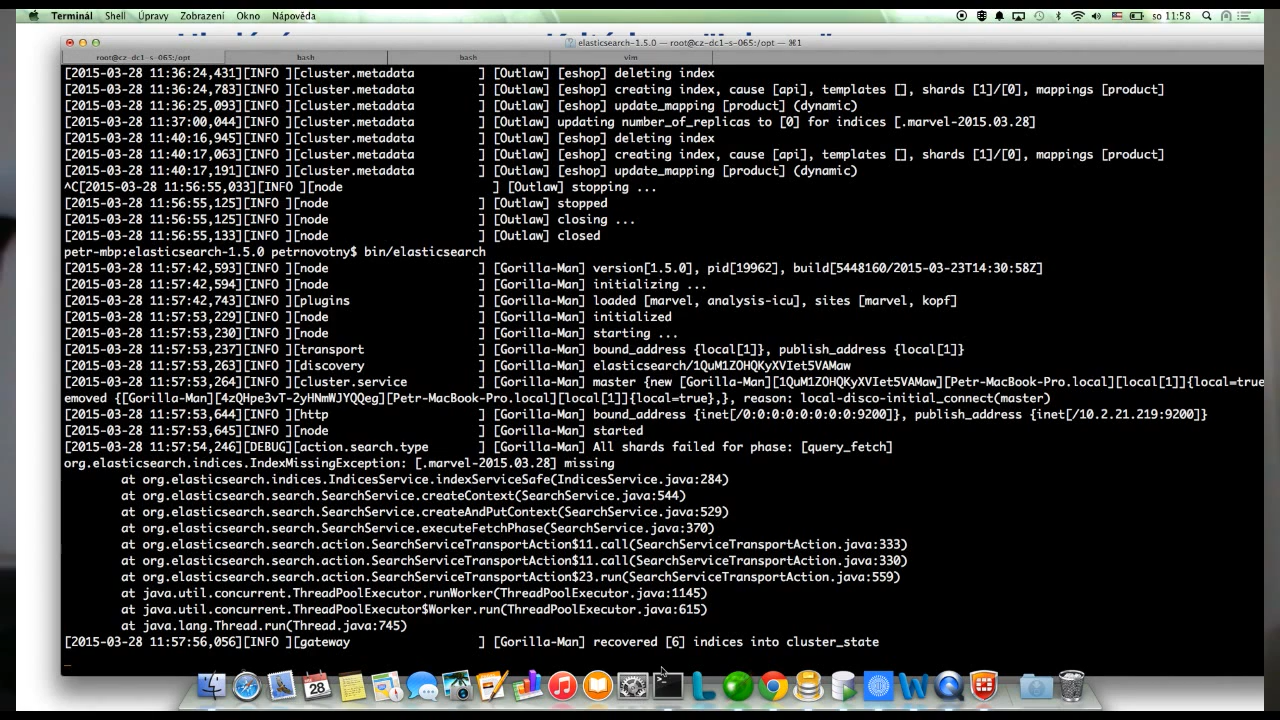 Terminál Shell Úpravy Zobrazení Okno Nápověda so 11:58
elasticsearch-1.5.0 — root@cz-dc1-s-065:/opt — ⌘1
root@cz-dc1-s-065:/opt bash bash vim
[2015-03-28 11:36:24,431][INFO ][cluster.metadata ] [Outlaw] [eshop] deleting index
[2015-03-28 11:36:24,783][INFO ][cluster.metadata ] [Outlaw] [eshop] creating index, cause [api], templates [], shards [1]/[0], mappings [product]
[2015-03-28 11:36:25,093][INFO ][cluster.metadata ] [Outlaw] [eshop] update_mapping [product] (dynamic)
[2015-03-28 11:37:00,044][INFO ][cluster.metadata ] [Outlaw] updating number_of_replicas to [0] for indices [.marvel-2015.03.28]
[2015-03-28 11:40:16,945][INFO ][cluster.metadata ] [Outlaw] [eshop] deleting index
[2015-03-28 11:40:17,063][INFO ][cluster.metadata ] [Outlaw] [eshop] creating index, cause [api], templates [], shards [1]/[0], mappings [product]
[2015-03-28 11:40:17,191][INFO ][cluster.metadata ] [Outlaw] [eshop] update_mapping [product] (dynamic)
^C[2015-03-28 11:56:55,033][INFO ][node ] [Outlaw] stopping ...
[2015-03-28 11:56:55,125][INFO ][node ] [Outlaw] stopped
[2015-03-28 11:56:55,125][INFO ][node ] [Outlaw] closing ...
[2015-03-28 11:56:55,133][INFO ][node ] [Outlaw] closed
petr-mbp:elasticsearch-1.5.0 petrnovotny$ bin/elasticsearch
[2015-03-28 11:57:42,593][INFO ][node ] [Gorilla-Man] version[1.5.0], pid[19962], build[5448160/2015-03-23T14:30:58Z]
[2015-03-28 11:57:42,594][INFO ][node ] [Gorilla-Man] initializing ...
[2015-03-28 11:57:42,743][INFO ][plugins ] [Gorilla-Man] loaded [marvel, analysis-icu], sites [marvel, kopf]
[2015-03-28 11:57:53,229][INFO ][node ] [Gorilla-Man] initialized
[2015-03-28 11:57:53,230][INFO ][node ] [Gorilla-Man] starting ...
[2015-03-28 11:57:53,237][INFO ][transport ] [Gorilla-Man] bound_address {local[1]}, publish_address {local[1]}
[2015-03-28 11:57:53,263][INFO ][discovery ] [Gorilla-Man] elasticsearch/1QuM1ZOHQKyXVIet5VAMaw
[2015-03-28 11:57:53,264][INFO ][cluster.service ] [Gorilla-Man] master {new [Gorilla-Man][1QuM1ZOHQKyXVIet5VAMaw][Petr-MacBook-Pro.local][local[1]]{local=true
emoved {[Gorilla-Man][4zQHpe3vT-2yHNmWJYQQeg][Petr-MacBook-Pro.local][local[1]]{local=true},}, reason: local-disco-initial_connect(master)
[2015-03-28 11:57:53,644][INFO ][http ] [Gorilla-Man] bound_address {inet[/0:0:0:0:0:0:0:0:9200]}, publish_address {inet[/10.2.21.219:9200]}
[2015-03-28 11:57:53,645][INFO ][node ] [Gorilla-Man] started
[2015-03-28 11:57:54,246][DEBUG][action.search.type ] [Gorilla-Man] All shards failed for phase: [query_fetch]
org.elasticsearch.indices.IndexMissingException: [.marvel-2015.03.28] missing
at org.elasticsearch.indices.IndicesService.indexServiceSafe(IndicesService.java:284)
at org.elasticsearch.search.SearchService.createContext(SearchService.java:544)
at org.elasticsearch.search.SearchService.createAndPutContext(SearchService.java:529)
at org.elasticsearch.search.SearchService.executeFetchPhase(SearchService.java:370)
at org.elasticsearch.search.action.SearchServiceTransportAction$11.call(SearchServiceTransportAction.java:333)
at org.elasticsearch.search.action.SearchServiceTransportAction$11.call(SearchServiceTransportAction.java:330)
at org.elasticsearch.search.action.SearchServiceTransportAction$23.run(SearchServiceTransportAction.java:559)
at java.util.concurrent.ThreadPoolExecutor.runWorker(ThreadPoolExecutor.java:1145)
at java.util.concurrent.ThreadPoolExecutor$Worker.run(ThreadPoolExecutor.java:615)
at java.lang.Thread.run(Thread.java:745)
[2015-03-28 11:57:56,056][INFO ][gateway ] [Gorilla-Man] recovered [6] indices into cluster_state
28